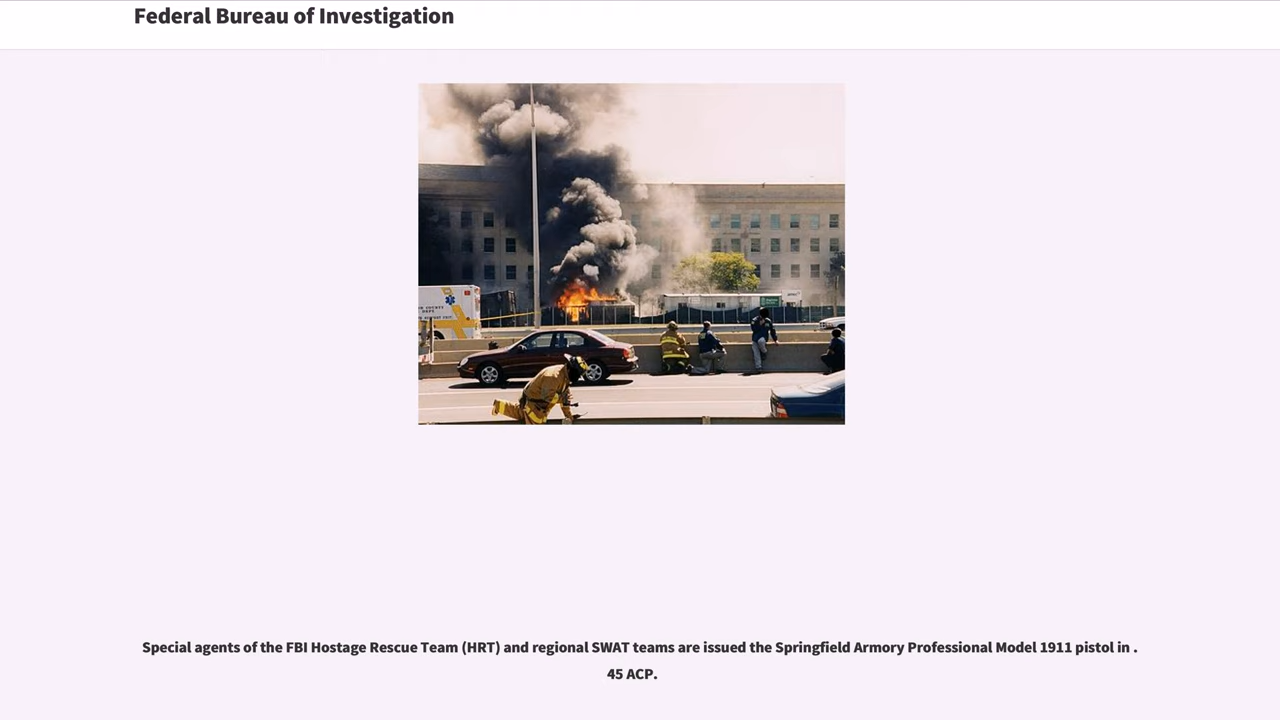 Federal Bureau of Investigation
Special agents of the FBI Hostage Rescue Team (HRT) and regional SWAT teams are issued the Springfield Armory Professional Model 1911 pistol in .
45 ACP.